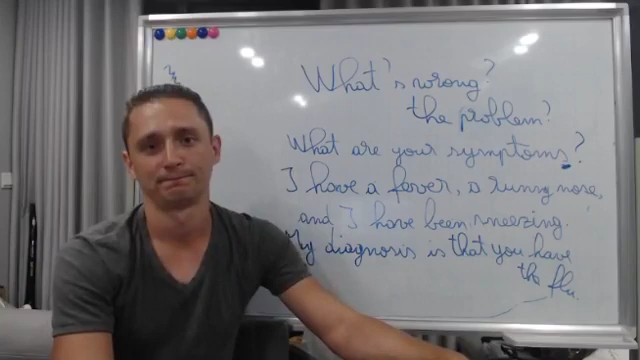 What's wrong?
the problem?
What are your symptoms?
I have a fever, a runny nose,
and I have been sneezing.
My diagnosis is that you have
the flu.